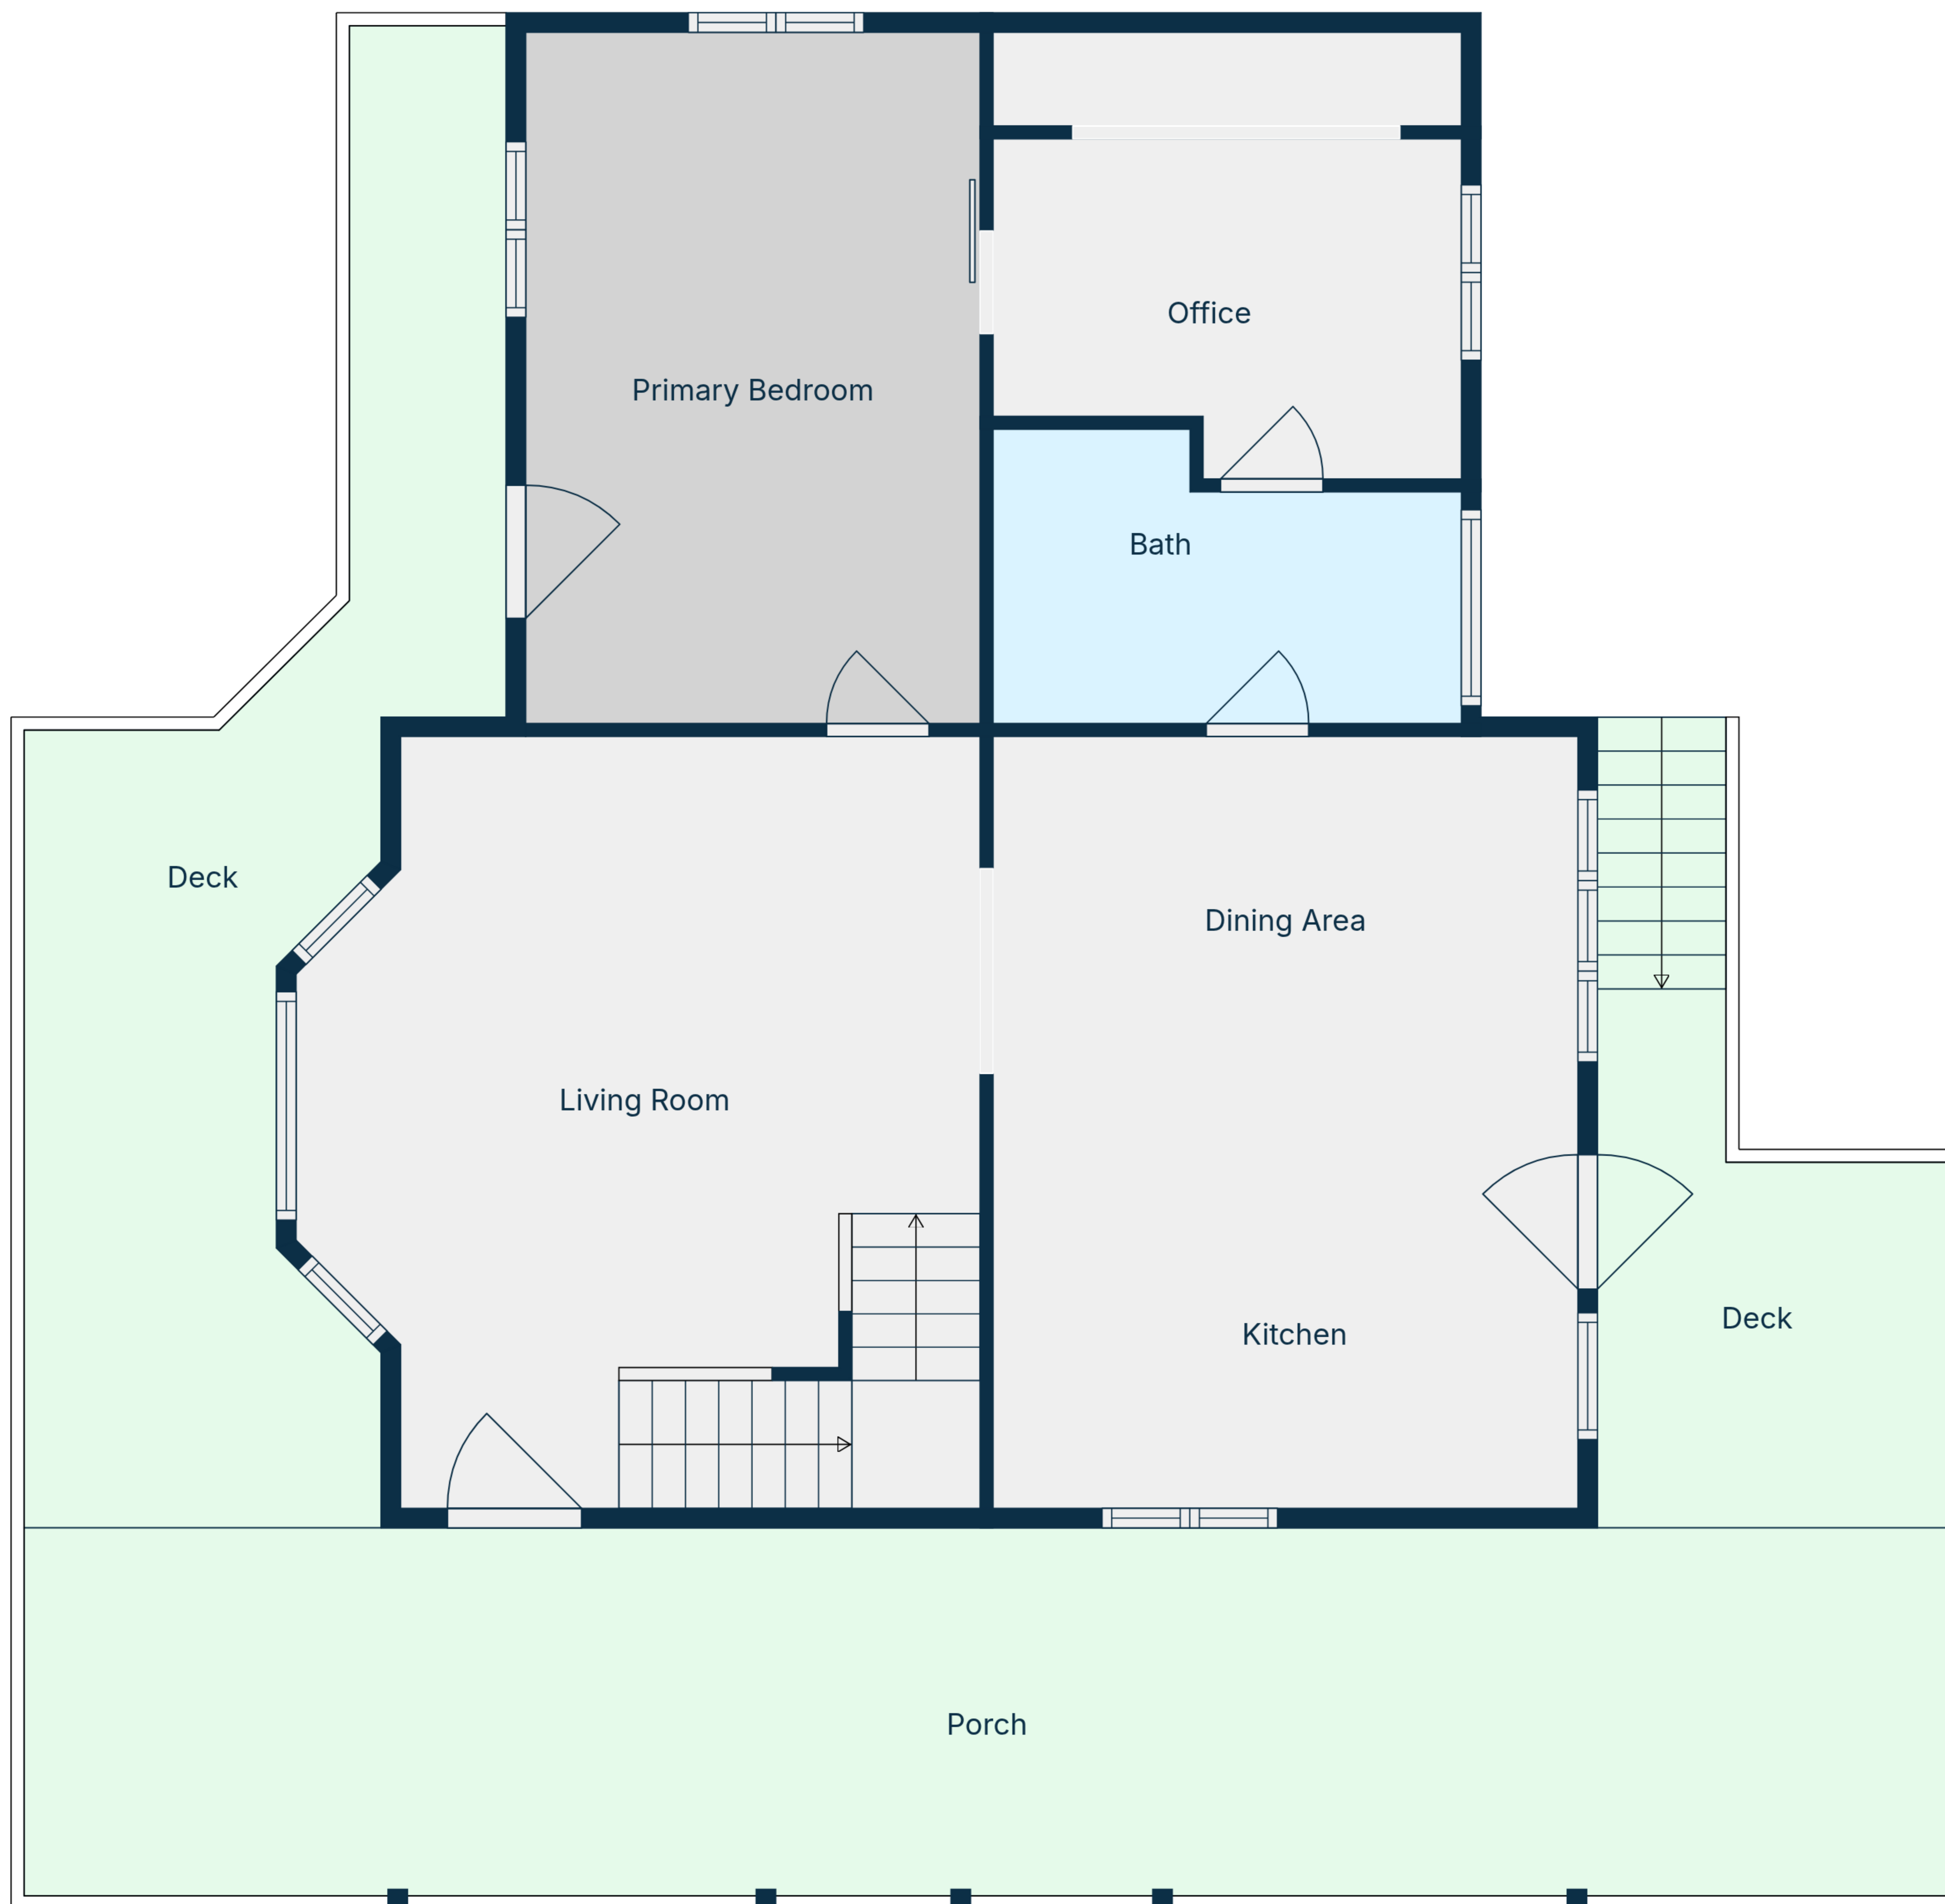 Office
Primary Bedroom
Bath
Deck
Dining Area
Living Room
Deck
Kitchen
Porch